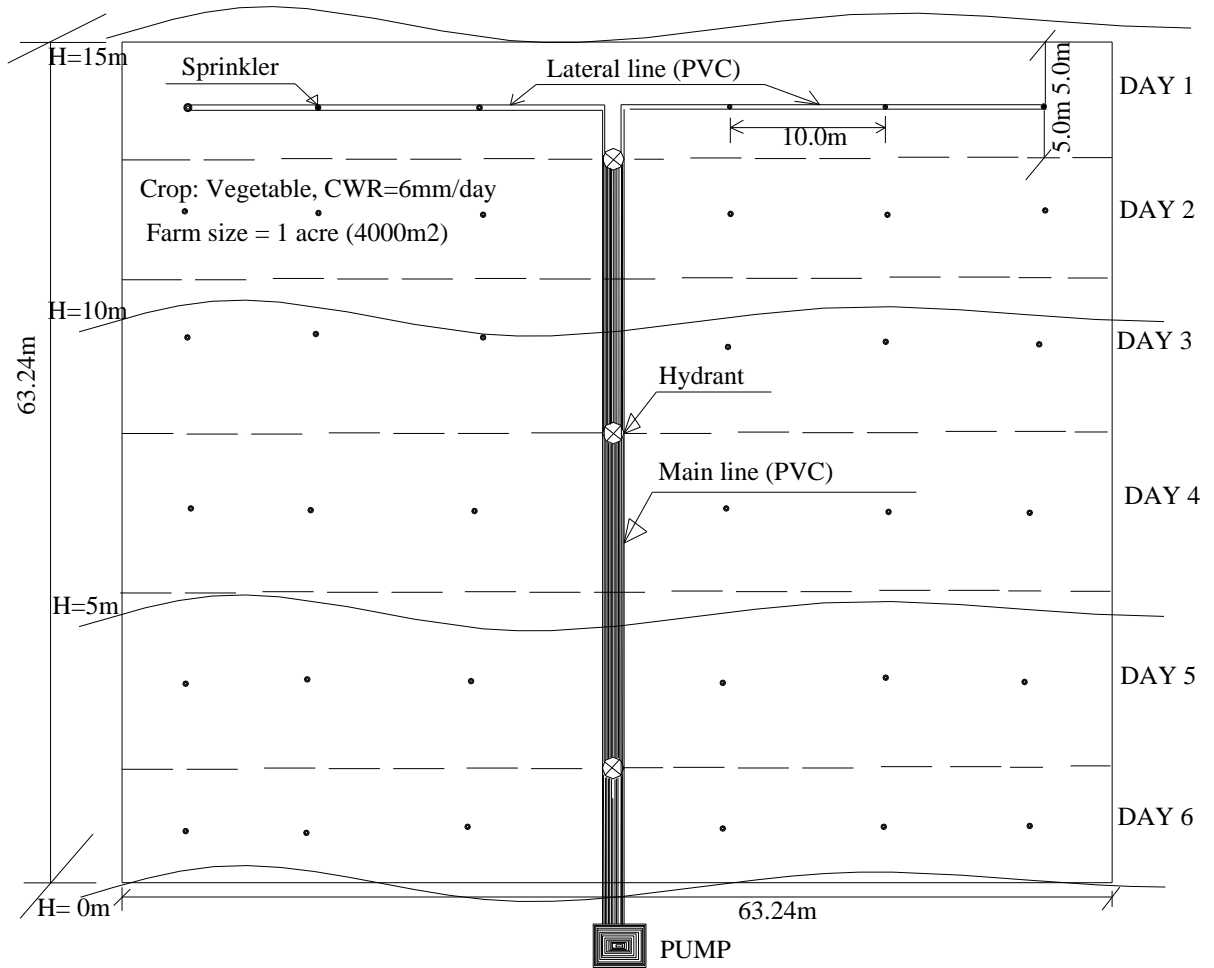 H=15m
Sprinkler
Lateral line (PVC)
5.0m 5.0m
DAY 1
10.0m
Crop: Vegetable, CWR=6mm/day
Farm size = 1 acre (4000m2)
DAY 2
H=10m
DAY 3
63.24m
Hydrant
Main line (PVC)
DAY 4
H=5m
DAY 5
DAY 6
H= 0m
63.24m
PUMP